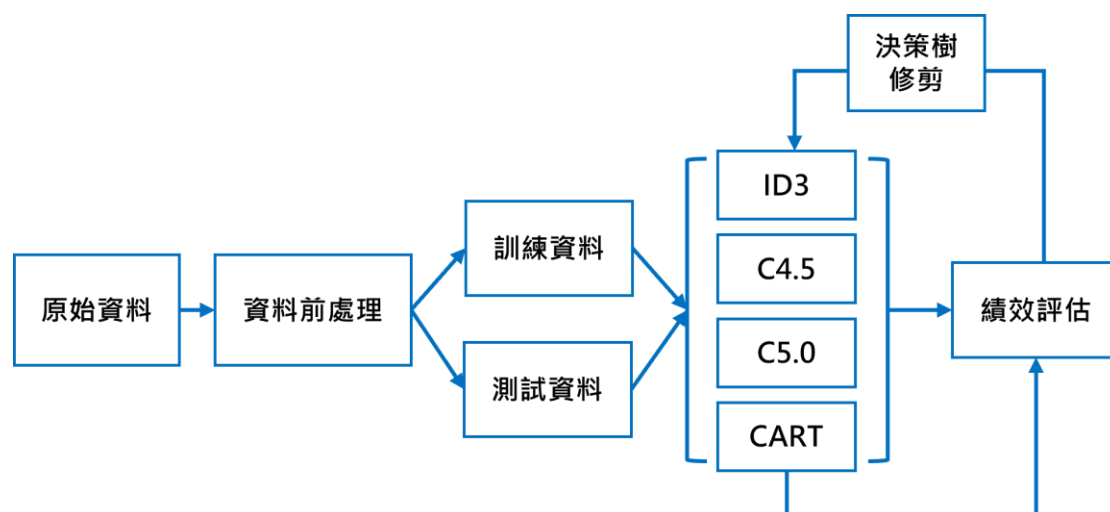 決策樹
修剪
ID3
訓練資料
C4.5
原始資料
資料前處理
績效評估
C5.0
測試資料
CART